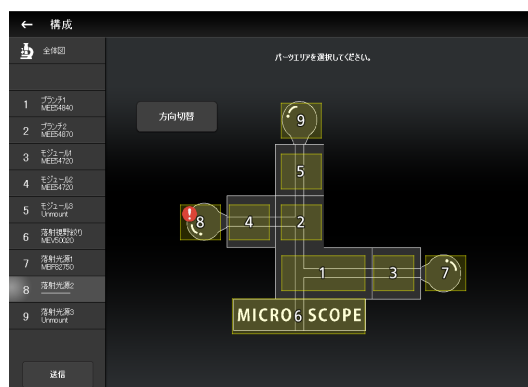 ← 構成
全体図
パーツエリアを選択してください。
方向切替
1 ブランチ1
MEE54840
2 ブランチ2
MEE54870
3 モジュール1
MEE54720
4 モジュール2
MEE54720
5 モジュール3
Unmount
6 落射視野絞り
MEV50020
7 落射光源1
MBF82750
8 落射光源2
9 落射光源3
Unmount
送信
9
5
8
4
2
1
3
7
MICRO6SCOPE